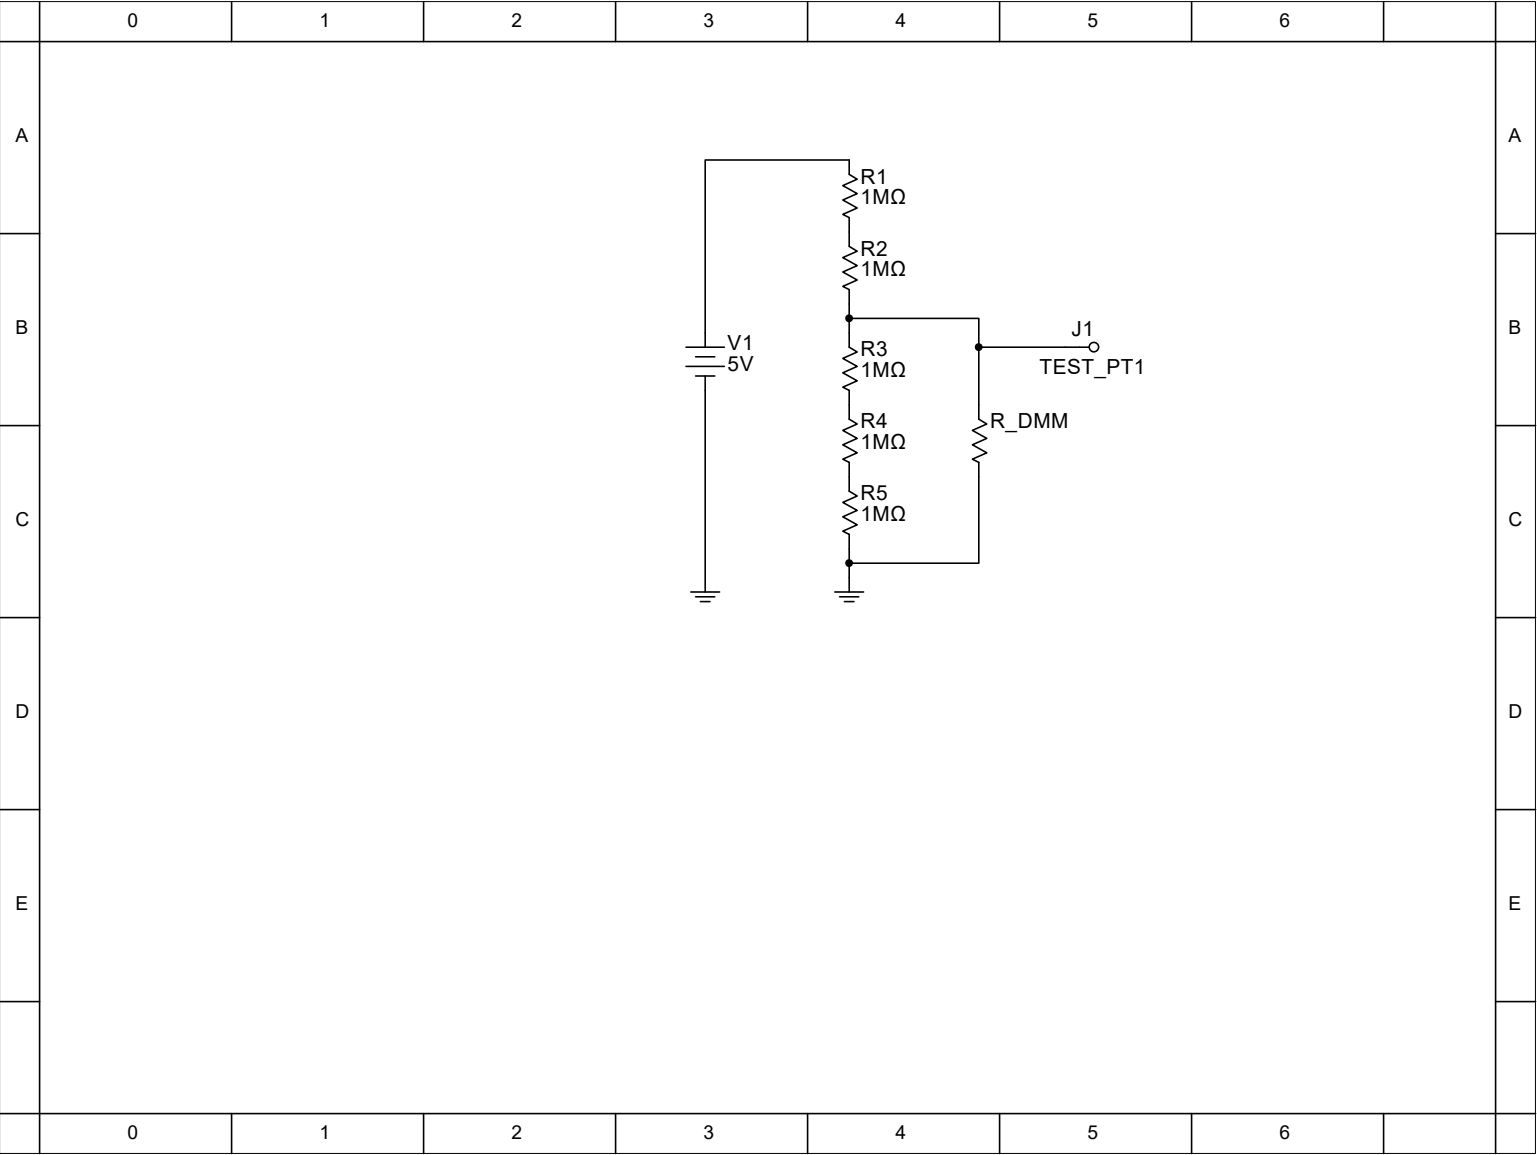 0 1 2 3 4 5 6
A A
R1
1MΩ
R2
1MΩ
B B
J1
TEST_PT1
V1
5V
R3
1MΩ
R4
1MΩ
R_DMM
R5
1MΩ
C C
D D
E E
0 1 2 3 4 5 6